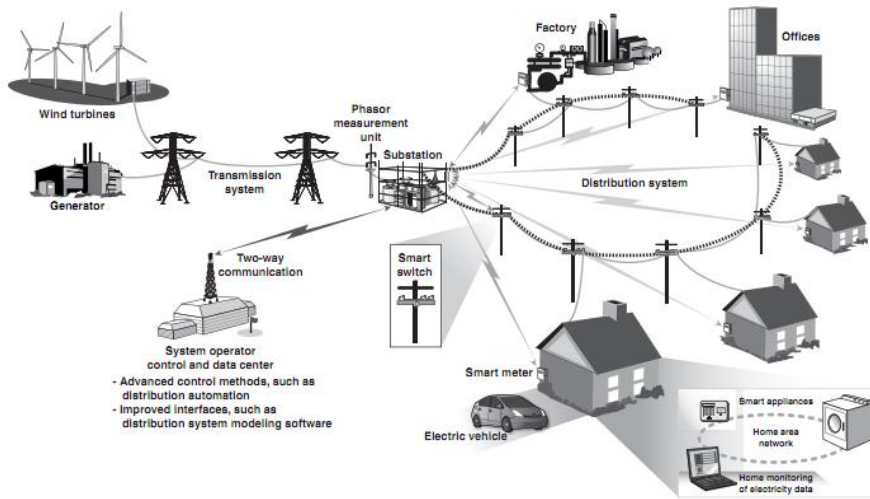 Wind turbines
Generator
Transmission
system
Phasor
measurement
unit
Substation
Factory
Offices
Distribution system
Two-way
communication
System operator
control and data center
- Advanced control methods, such as
distribution automation
- Improved interfaces, such as
distribution system modeling software
Smart
switch
Smart meter
Electric vehicle
Smart appliances
Home area
network
Home monitoring
of electricity data